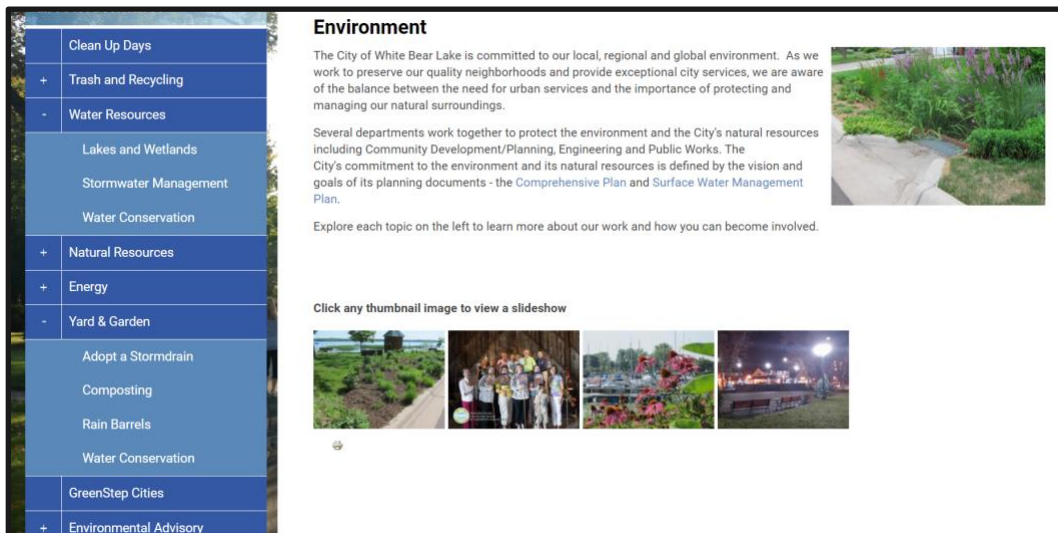 Clean Up Days
+ Trash and Recycling
- Water Resources
Lakes and Wetlands
Stormwater Management
Water Conservation
+ Natural Resources
+ Energy
- Yard & Garden
Adopt a Stormdrain
Composting
Rain Barrels
Water Conservation
GreenStep Cities
+ Environmental Advisory
Environment
The City of White Bear Lake is committed to our local, regional and global environment. As we
work to preserve our quality neighborhoods and provide exceptional city services, we are aware
of the balance between the need for urban services and the importance of protecting and
managing our natural surroundings.
Several departments work together to protect the environment and the City's natural resources
including Community Development/Planning, Engineering and Public Works. The
City's commitment to the environment and its natural resources is defined by the vision and
goals of its planning documents - the Comprehensive Plan and Surface Water Management
Plan.
Explore each topic on the left to learn more about our work and how you can become involved.
Click any thumbnail image to view a slideshow